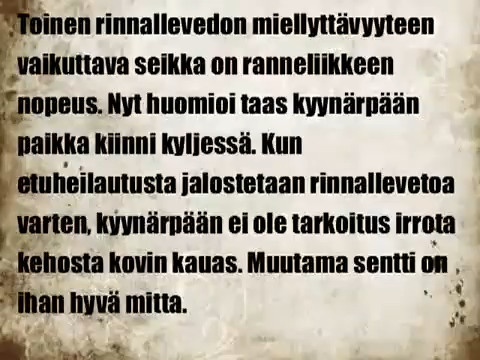 Toinen rinnallevedon miellyttävyyteen
vaikuttava seikka on ranneliikkeen
nopeus. Nyt huomioi taas kyynärpään
paikka kiinni kyljessä. Kun
etuheilautusta jalostetaan rinnallevetoa
varten, kyynärpään ei ole tarkoitus irrota
kehosta kovin kauas. Muutama sentti on
ihan hyvä mitta.